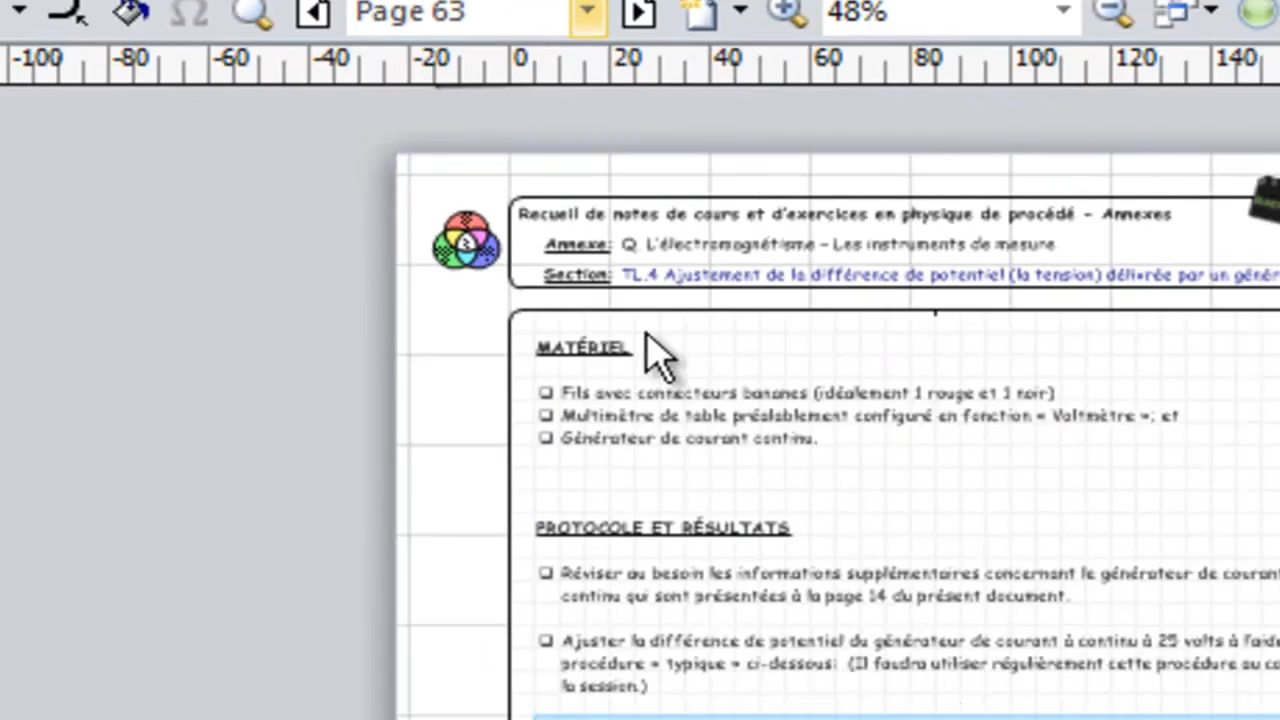 Page 63
48%
-100 -80 -60 -40 -20 0 20 40 60 80 100 120 140
Recueil de notes de cours et d'exercices en physique de procédé - Annexes
Annexe: Q. L'électromagnétisme - Les instruments de mesure
Section: TL.4 Ajustement de la différence de potentiel (la tension) délivrée par un génér
MATÉRIEL
Fils avec connecteurs bananes (idéalement 1 rouge et 1 noir)
Multimètre de table préalablement configuré en fonction « Voltmètre »; et
Générateur de courant continu.
PROTOCOLE ET RÉSULTATS
Réviser au besoin les informations supplémentaires concernant le générateur de courant
continu qui sont présentées à la page 14 du présent document.
Ajuster la différence de potentiel du générateur de courant à continu à 25 volts à l'aide
procédure « typique » ci-dessous: (Il faudra utiliser régulièrement cette procédure au co
la session.)